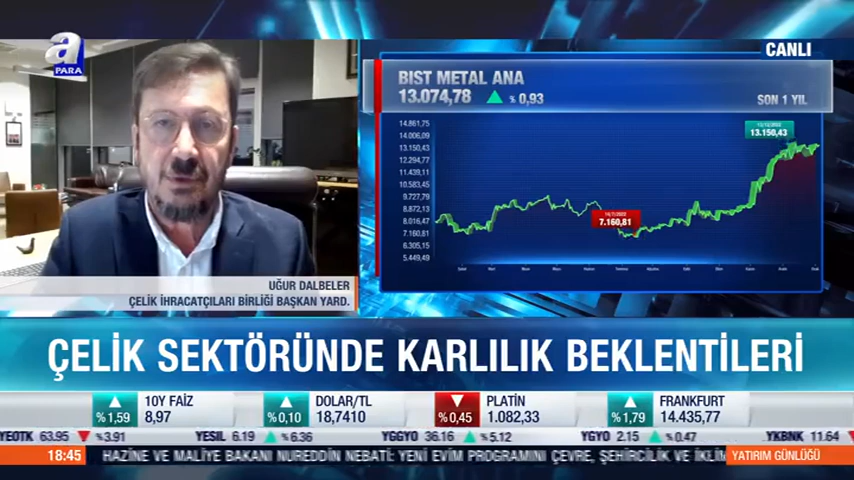 a
PARA
CANLI
BIST METAL ANA
13.074,78 % 0,93
SON 1 YIL
14.861,75
14.006,09
13.150,43
12.294,77
11.439,11
10.583,45
9.727,79
8.872,13
8.016,47
7.160,81
6.305,15
5.449,49
13.150,43
7.160,81
UĞUR DALBELER
ÇELİK İHRACATÇILARI BİRLİĞİ BAŞKAN YARD.
ÇELİK SEKTÖRÜNDE KARLILIK BEKLENTİLERİ
% 1,59 10Y FAİZ 8,97
% 0,10 DOLAR/TL 18,7410
% 0,45 PLATİN 1.082,33
% 1,79 FRANKFURT 14.435,77
YEOTK 63.95 %3.91 YESIL 6.19 %6.36 YGGYO 36.16 %5.12 YGYO 2.15 %0.47 YKBNK 11.64
18:45 HAZİNE VE MALİYE BAKANI NUREDDİN NEBATİ: YENİ EVİM PROGRAMINI ÇEVRE, ŞEHİRCİLİK VE İKLİM YATIRIM GÜNLÜĞÜ